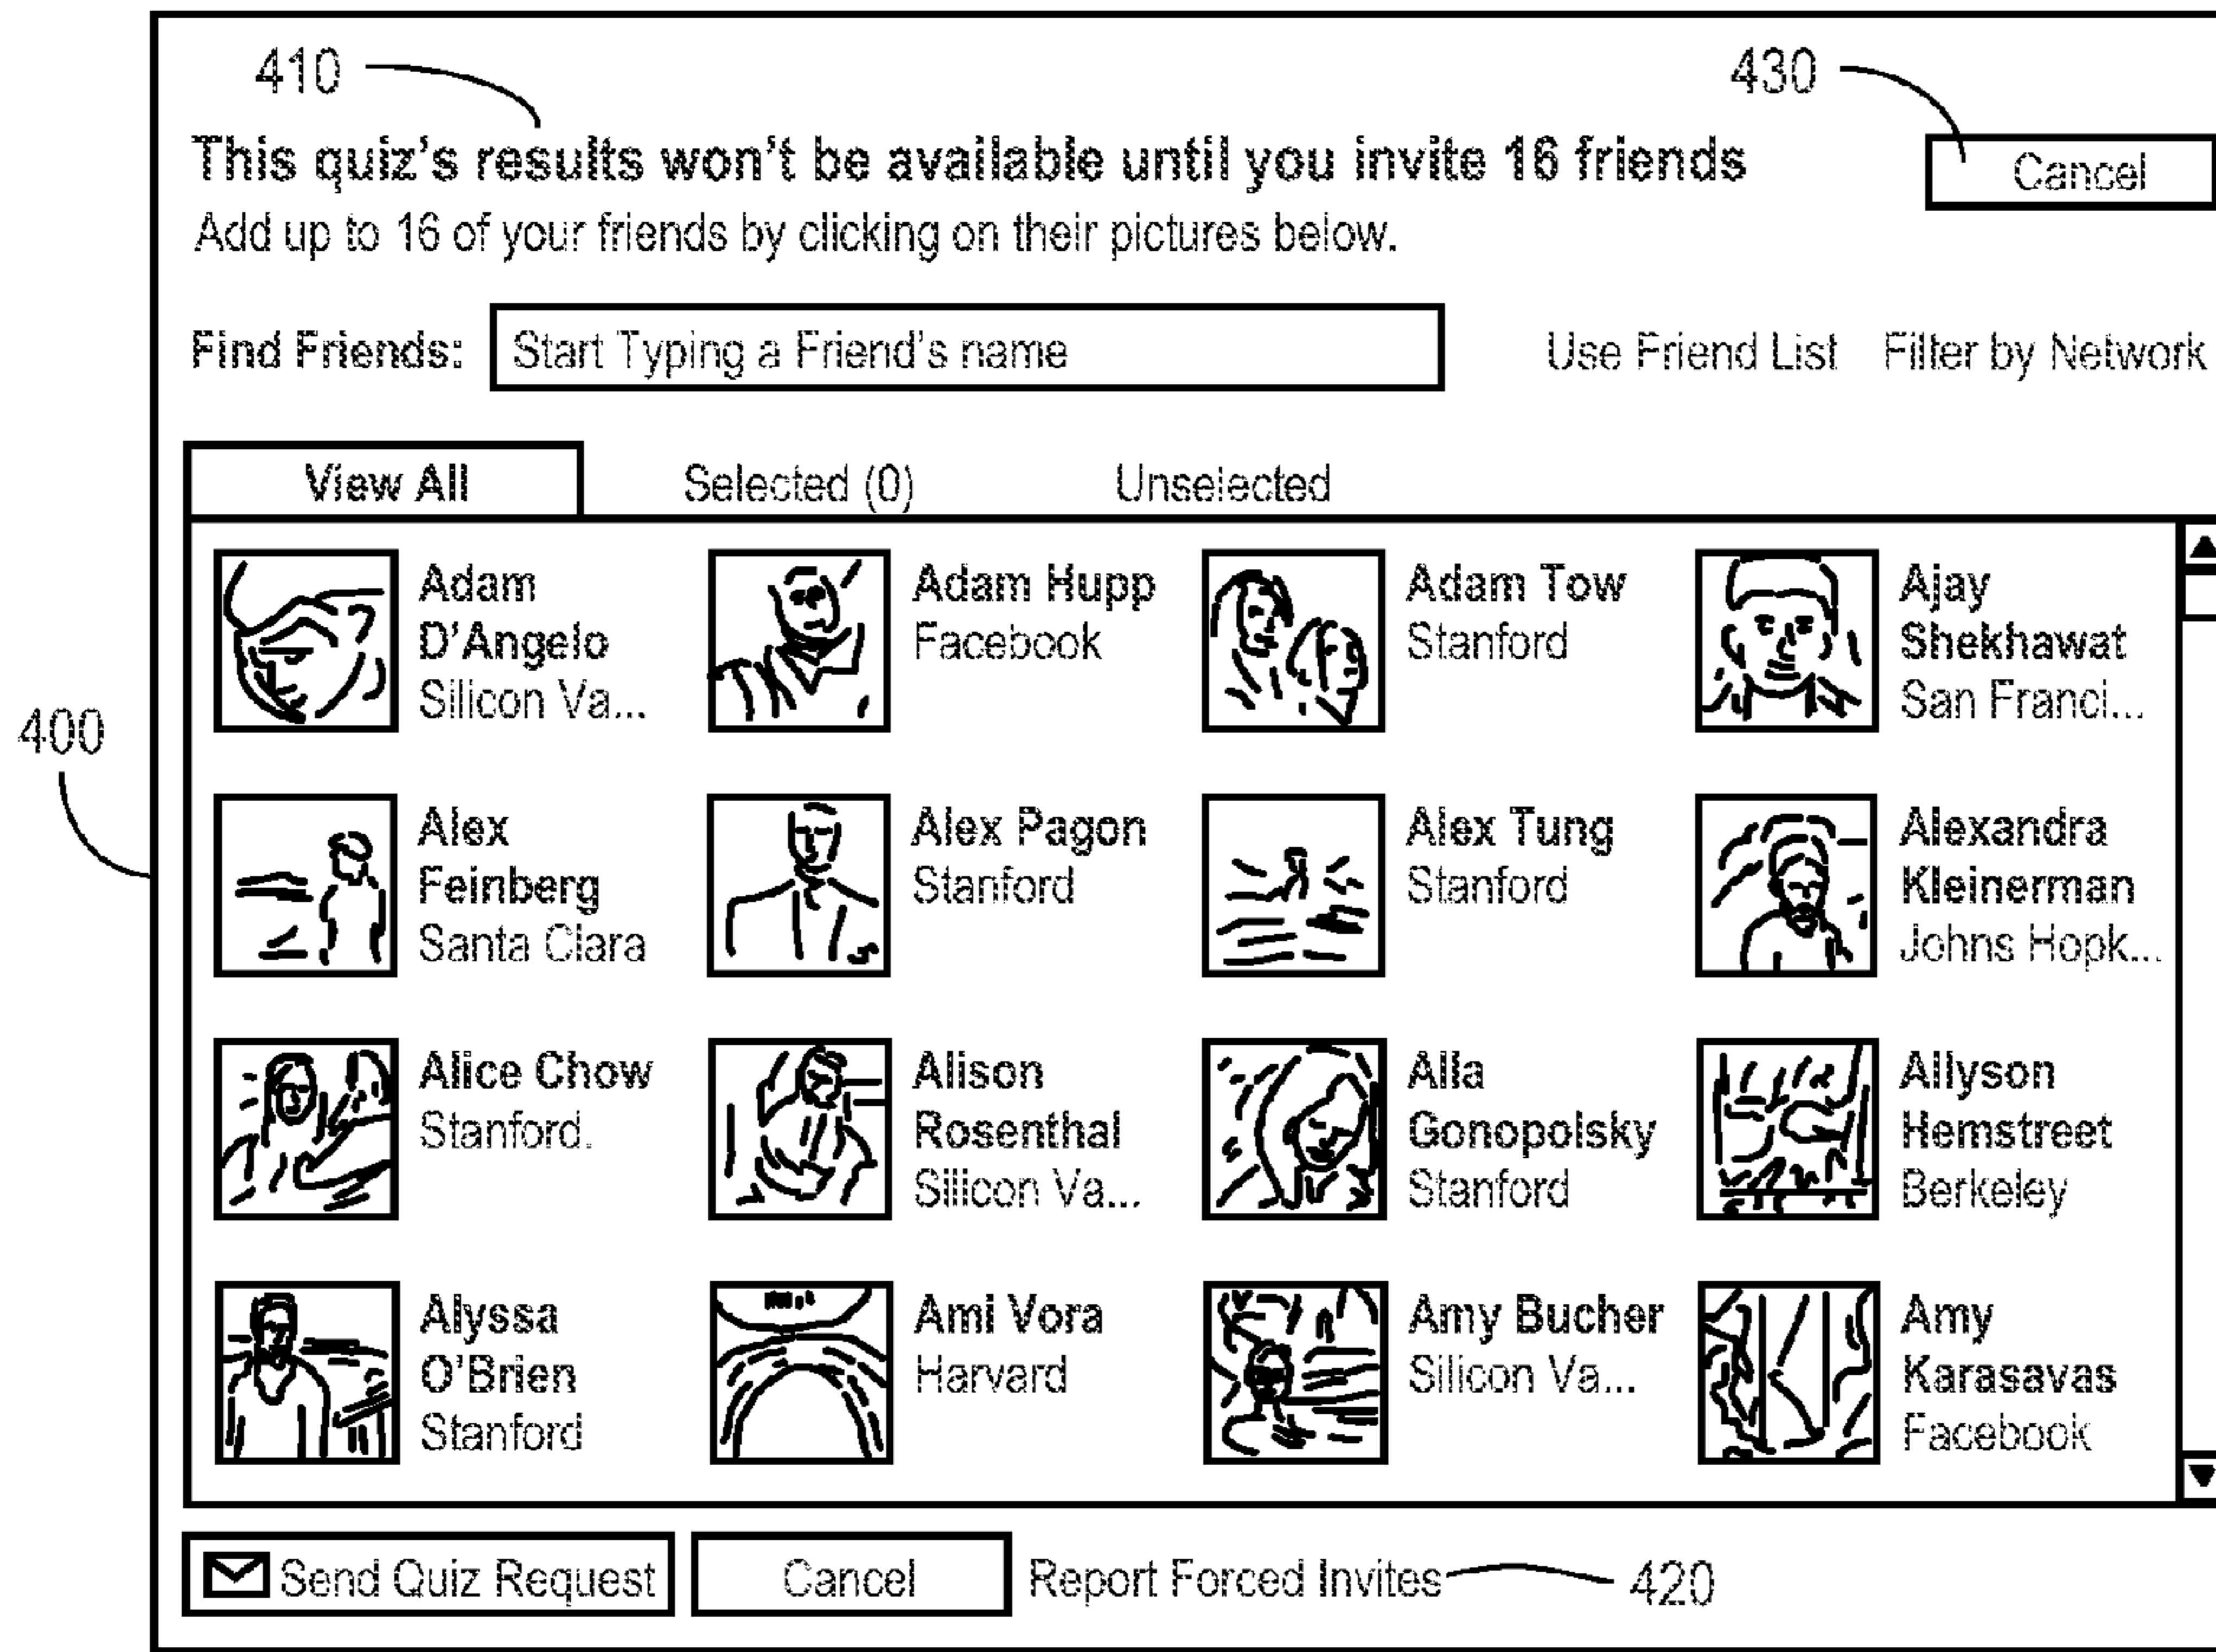 410
430
This quiz's results won't be available until you invite 16 friends
Cancel
Add up to 16 of your friends by clicking on their pictures below.
Find Friends:
Start Typing a Friend's name
Use Friend List
Filter by Network
View All
Selected (0)
Unselected
Adam
D'Angelo
Silicon Va...
Adam Hupp
Facebook
Adam Tow
Stanford
Ajay
Shekhawat
San Franci...
400
Alex
Feinberg
Santa Clara
Alex Pagon
Stanford
Alex Tung
Stanford
Alexandra
Kleinerman
Johns Hopk...
Alice Chow
Stanford.
Alison
Rosenthal
Silicon Va...
Alla
Gonopolsky
Stanford
Allyson
Hemstreet
Berkeley
Alyssa
O'Brien
Stanford
Ami Vora
Harvard
Amy Bucher
Silicon Va...
Amy
Karasavas
Facebook
Send Quiz Request
Cancel
Report Forced Invites
420